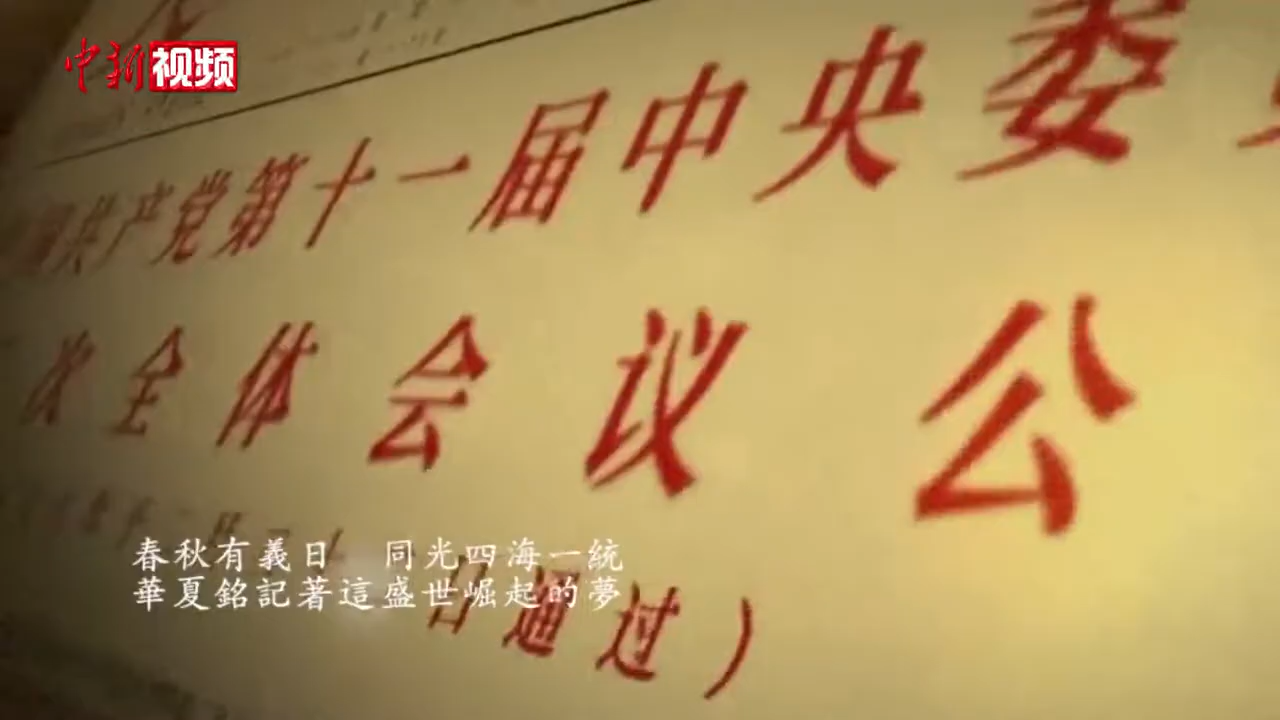 中新视频
国共产党第十一届中央委
次全体会议公
日通过)
春秋有義日 同光四海一統
華夏銘記著這盛世崛起的夢